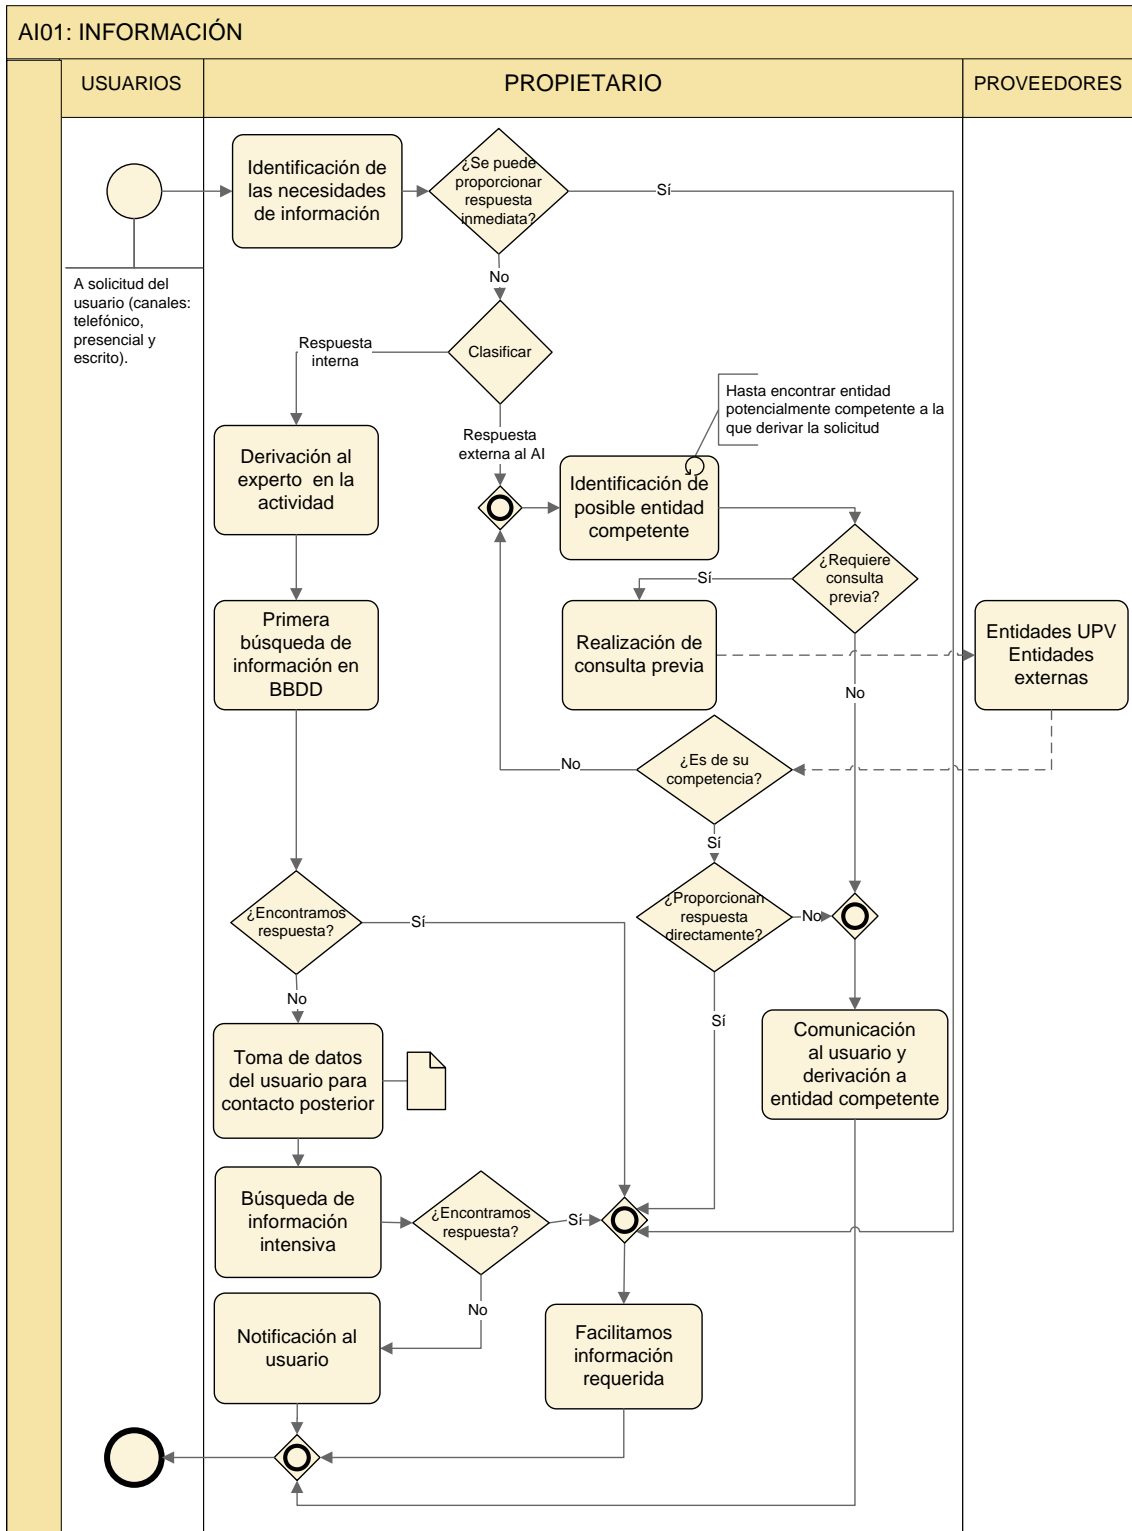 AI01: INFORMACIÓN
USUARIOS
PROPIETARIO
PROVEEDORES
Identificación de
las necesidades
de información
¿Se puede
proporcionar
respuesta
inmediata?
Sí
A solicitud del
usuario (canales:
telefónico,
presencial y
escrito).
No
Clasificar
Respuesta
interna
Hasta encontrar entidad
potencialmente competente a la
que derivar la solicitud
Respuesta
externa al AI
Derivación al
experto en la
actividad
Identificación de
posible entidad
competente
¿Requiere
consulta
previa?
Sí
Primera
búsqueda de
información en
BBDD
Realización de
consulta previa
Entidades UPV
Entidades
externas
No
¿Es de su
competencia?
No
Sí
¿Encontramos
respuesta?
Sí
¿Proporcionan
respuesta
directamente?
No
No
Sí
Toma de datos
del usuario para
contacto posterior
Comunicación
al usuario y
derivación a
entidad competente
Búsqueda de
información
intensiva
¿Encontramos
respuesta?
Sí
No
Notificación al
usuario
Facilitamos
información
requerida